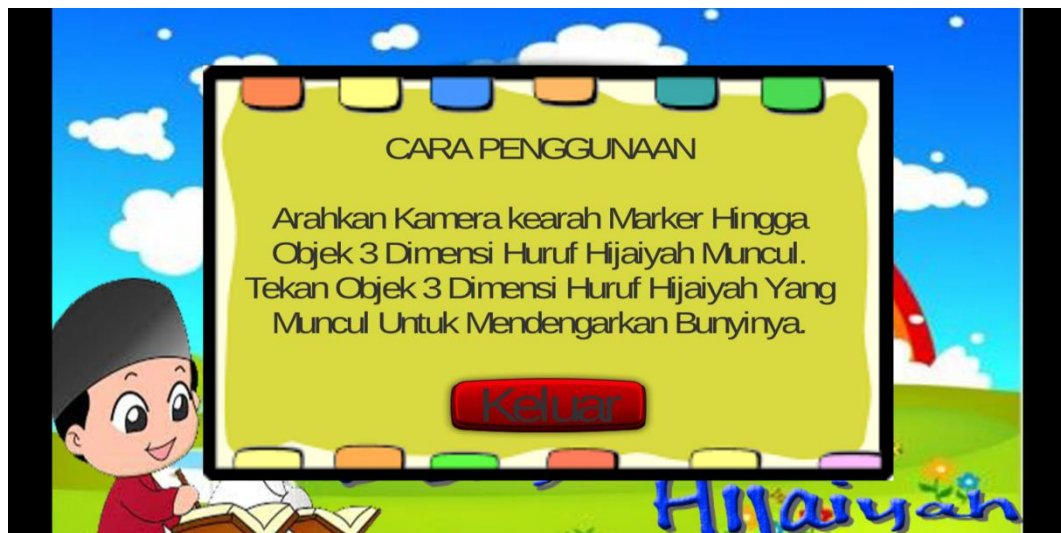 CARA PENGGUNAAN
Arahkan Kamera kearah Marker Hingga
Objek 3 Dimensi Huruf Hijaiyah Muncul.
Tekan Objek 3 Dimensi Huruf Hijaiyah Yang
Muncul Untuk Mendengarkan Bunyinya.
Keluar
Hijaiyah